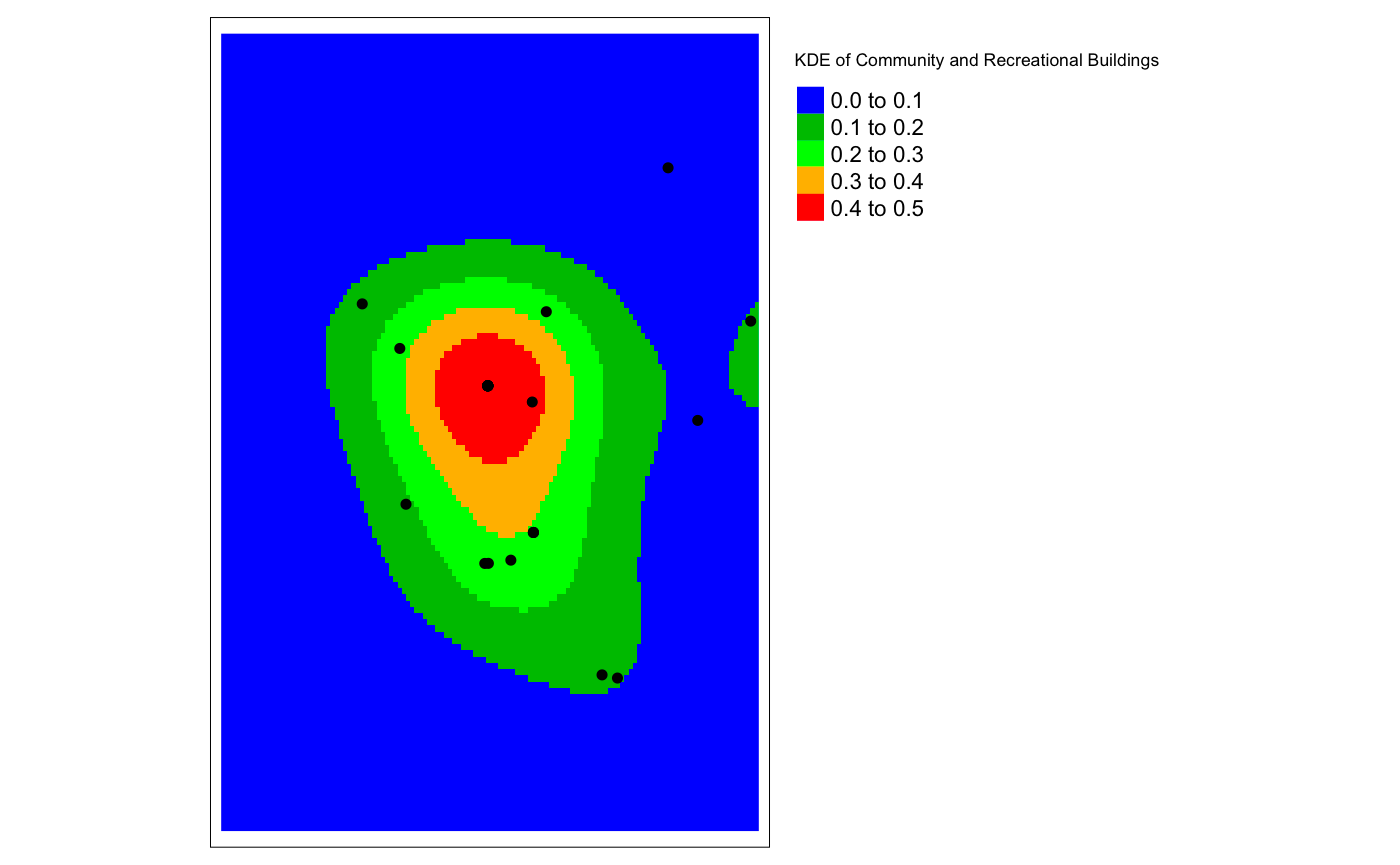 KDE of Community and Recreational Buildings
0.0 to 0.1
0.1 to 0.2
0.2 to 0.3
0.3 to 0.4
0.4 to 0.5